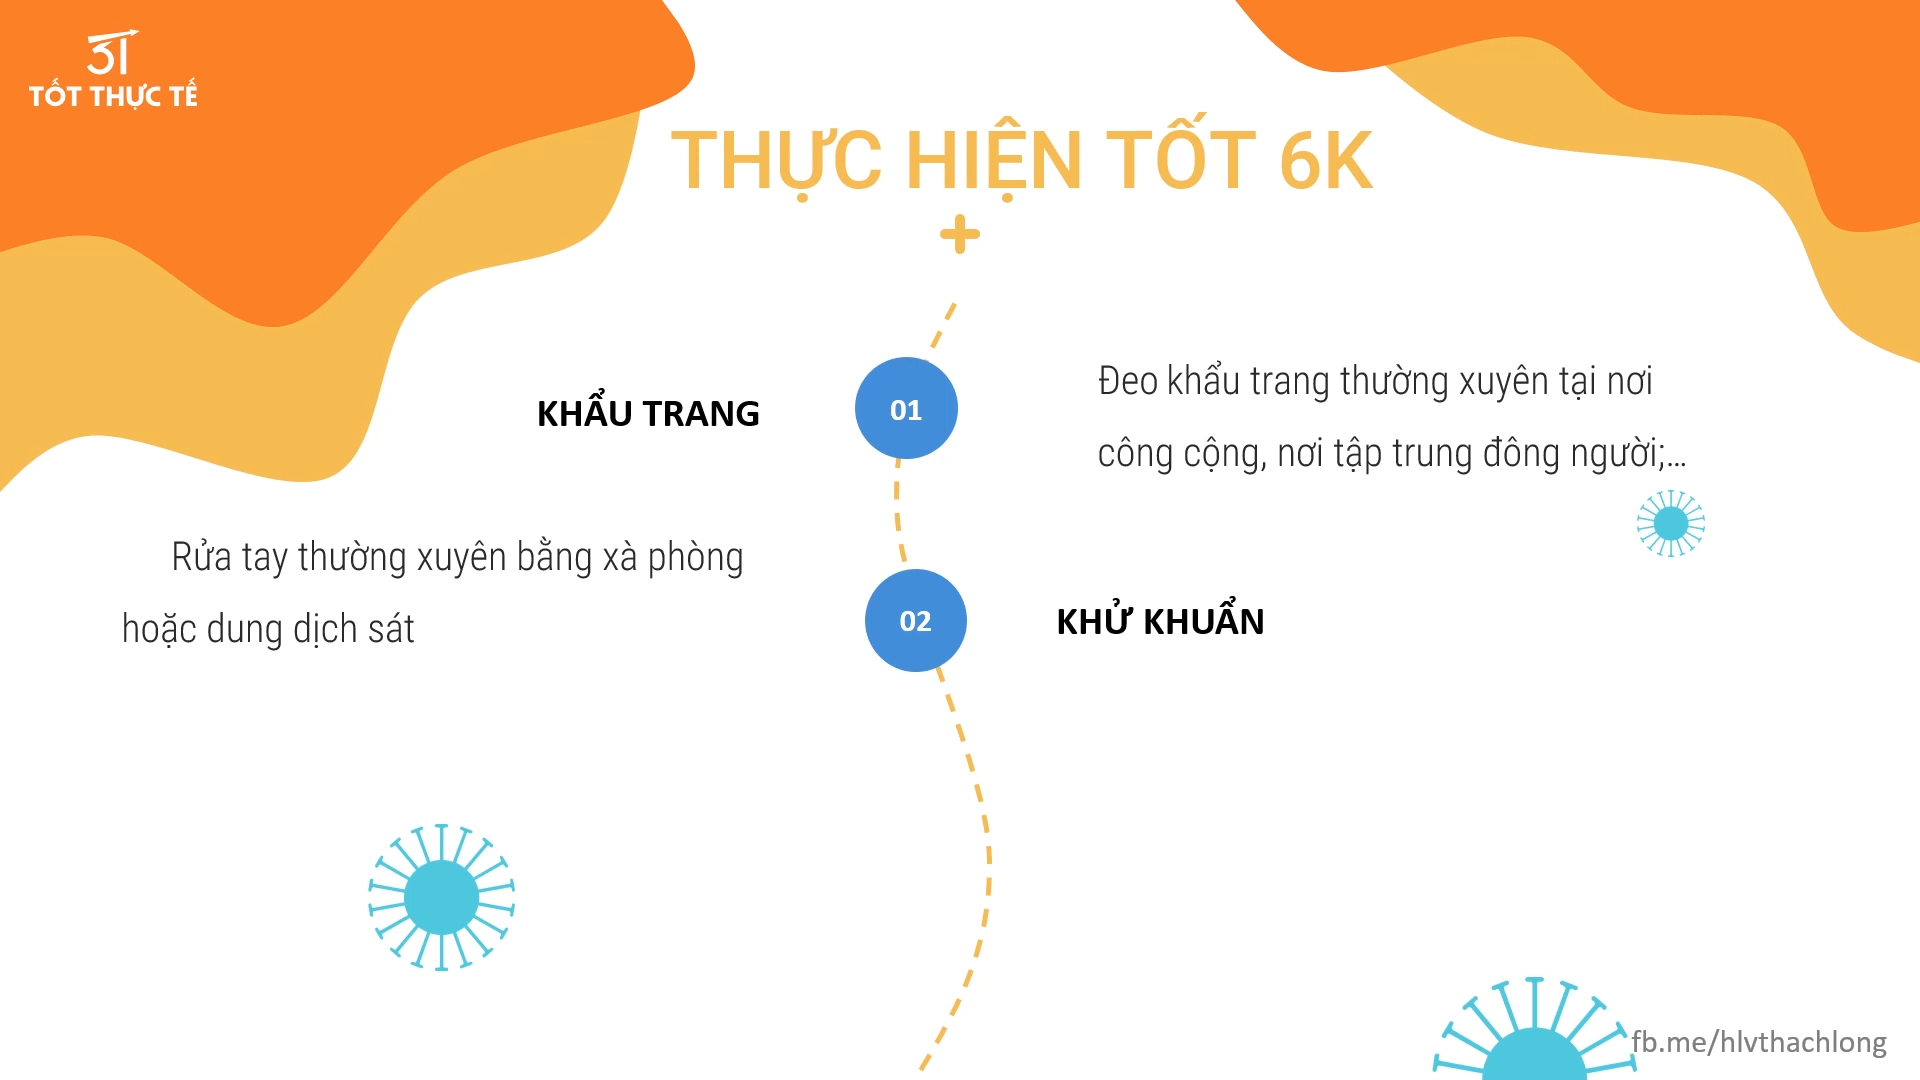 31
TỐT THỰC TẾ
THỰC HIỆN TỐT 6K
KHẨU TRANG
01
Đeo khẩu trang thường xuyên tại nơi
công cộng, nơi tập trung đông người;...
Rửa tay thường xuyên bằng xà phòng
hoặc dung dịch sát
02
KHỬ KHUẨN
fb.me/hlvthachlong